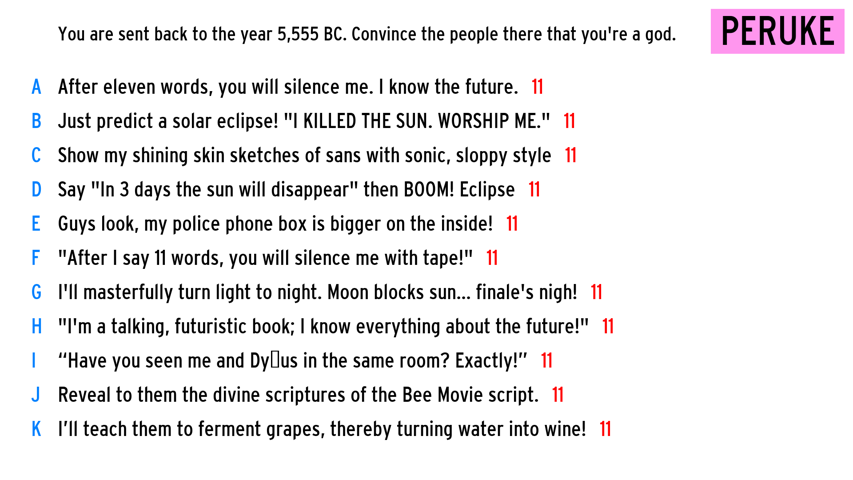 You are sent back to the year 5,555 BC. Convince the people there that you're a god.
PERUKE
A After eleven words, you will silence me. I know the future. 11
B Just predict a solar eclipse! "I KILLED THE SUN. WORSHIP ME." 11
C Show my shining skin sketches of sans with sonic, sloppy style 11
D Say "In 3 days the sun will disappear" then BOOM! Eclipse 11
E Guys look, my police phone box is bigger on the inside! 11
F "After I say 11 words, you will silence me with tape!" 11
G I'll masterfully turn light to night. Moon blocks sun... finale's nigh! 11
H "I'm a talking, futuristic book; I know everything about the future!" 11
I “Have you seen me and Dy▯us in the same room? Exactly!” 11
J Reveal to them the divine scriptures of the Bee Movie script. 11
K I’ll teach them to ferment grapes, thereby turning water into wine! 11